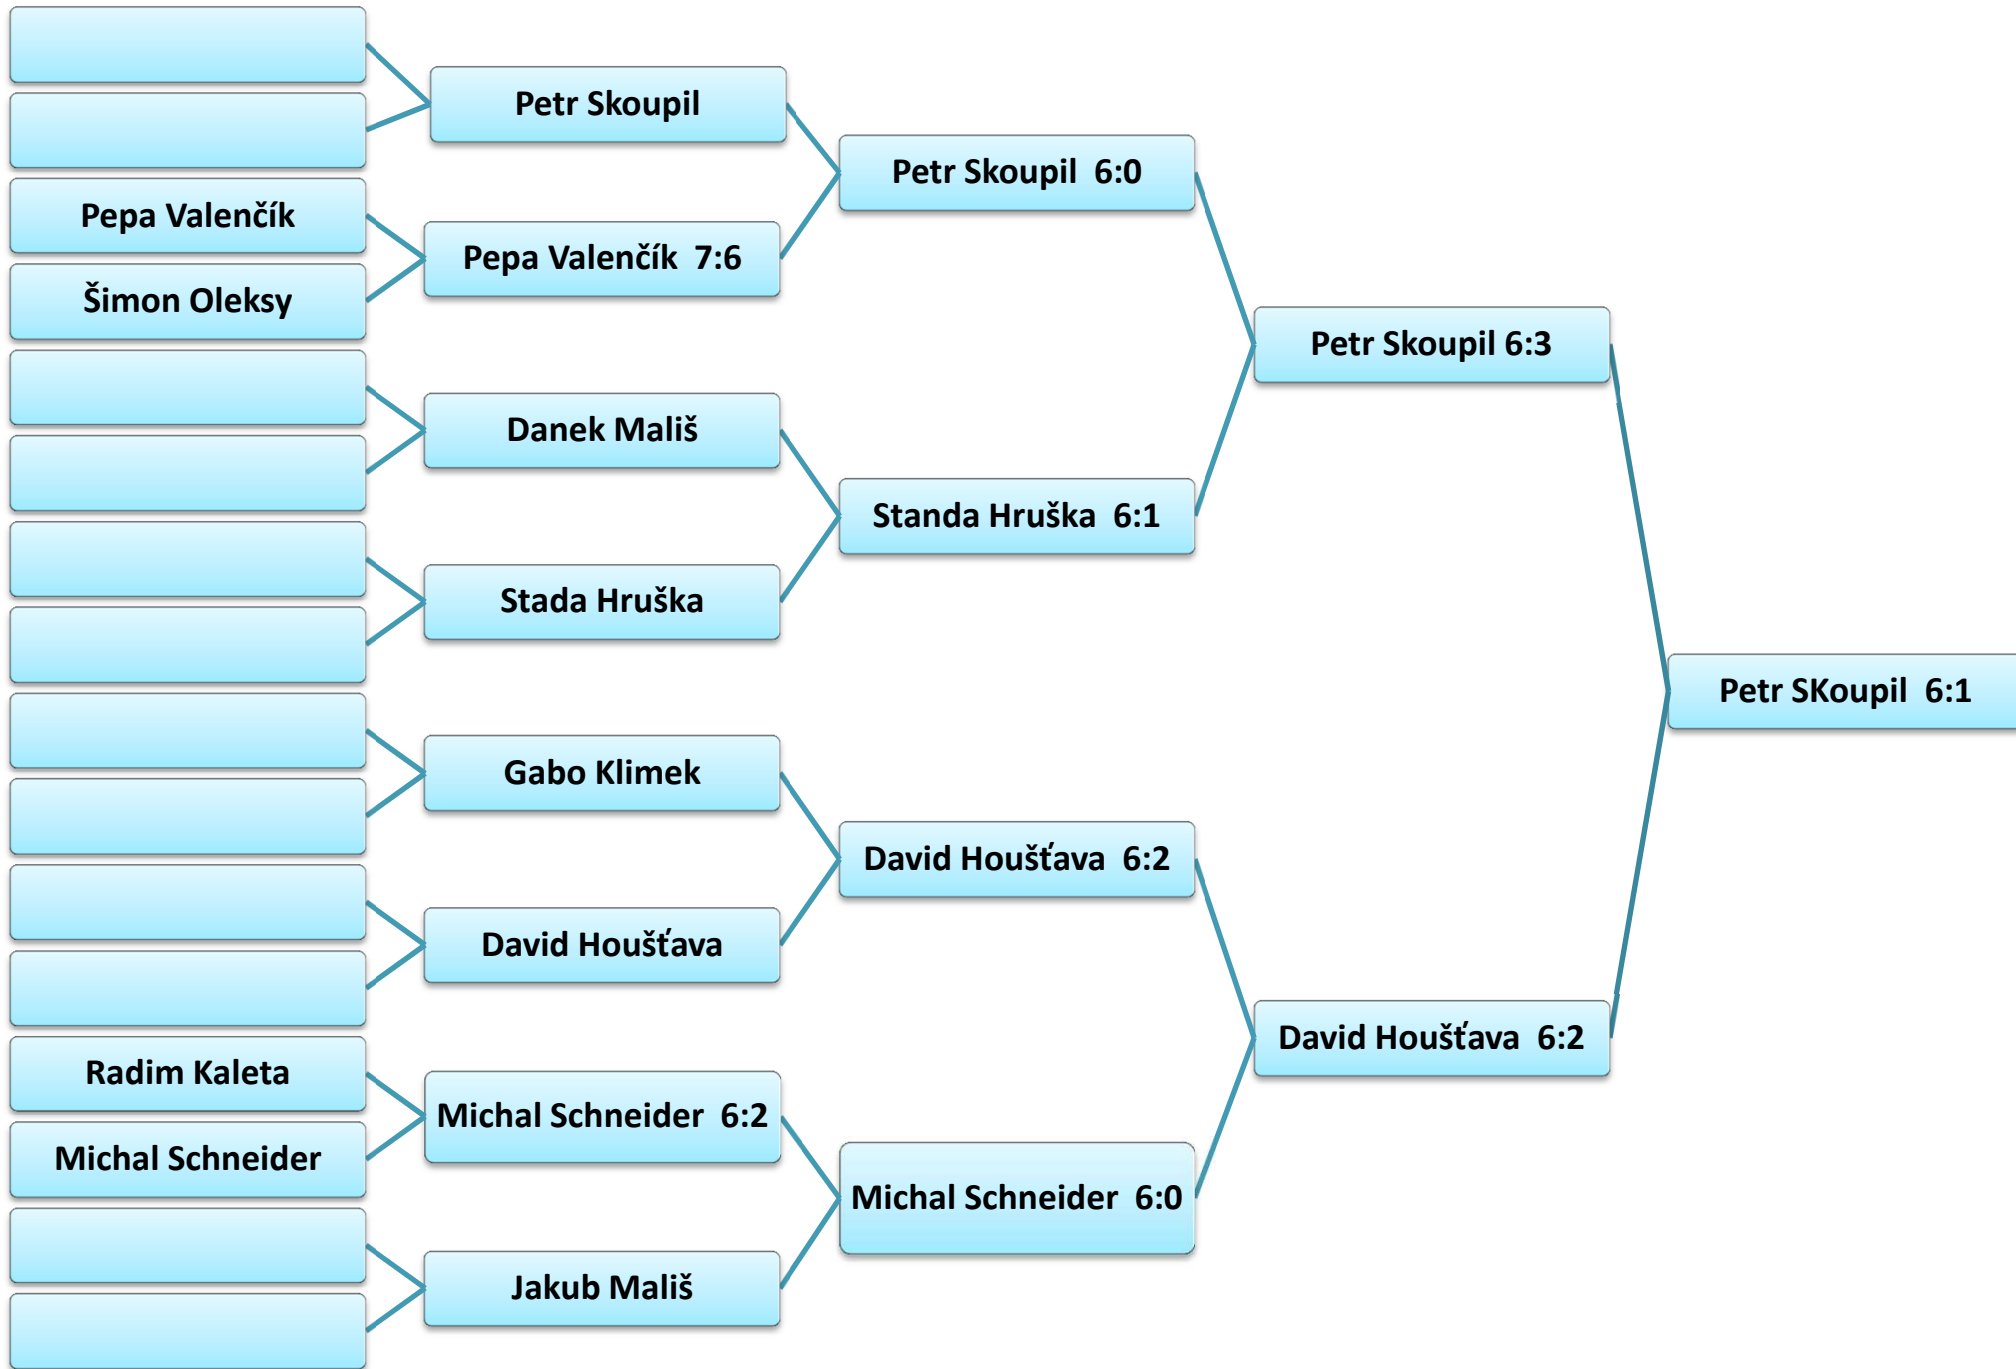 Pepa Valenčík
Šimon Oleksy
Radim Kaleta
Michal Schneider
Petr Skoupil
Pepa Valenčík 7:6
Danek Mališ
Stada Hruška
Gabo Klimek
David Houšťava
Michal Schneider 6:2
Jakub Mališ
Petr Skoupil 6:0
Standa Hruška 6:1
David Houšťava 6:2
Michal Schneider 6:0
Petr Skoupil 6:3
David Houšťava 6:2
Petr SKoupil 6:1